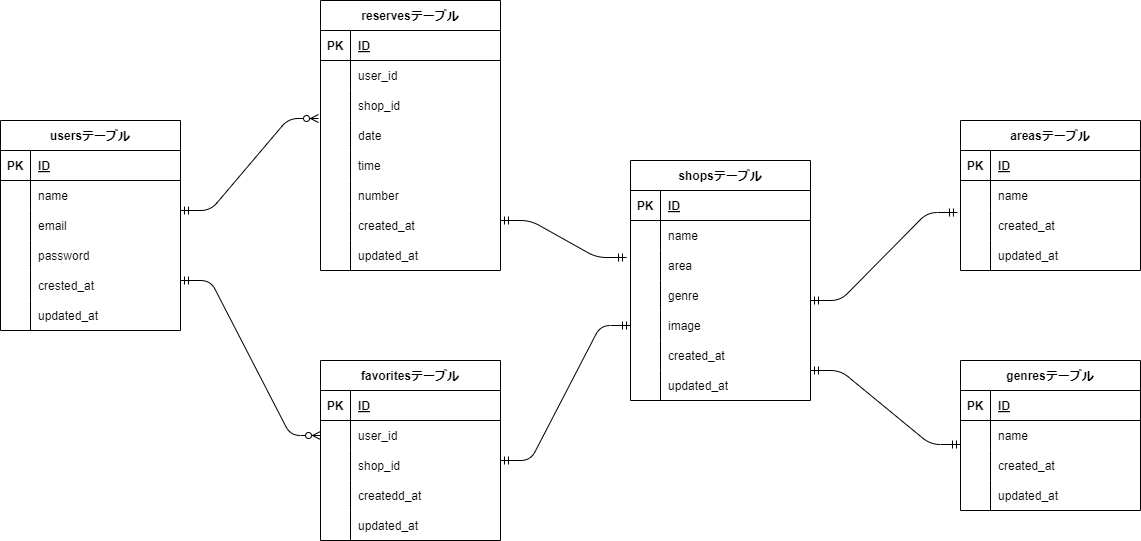 usersテーブル
PK ID
name
email
password
crested_at
updated_at
reservesテーブル
PK ID
user_id
shop_id
date
time
number
created_at
updated_at
favoritesテーブル
PK ID
user_id
shop_id
createdd_at
updated_at
shopsテーブル
PK ID
name
area
genre
image
created_at
updated_at
areasテーブル
PK ID
name
created_at
updated_at
genresテーブル
PK ID
name
created_at
updated_at